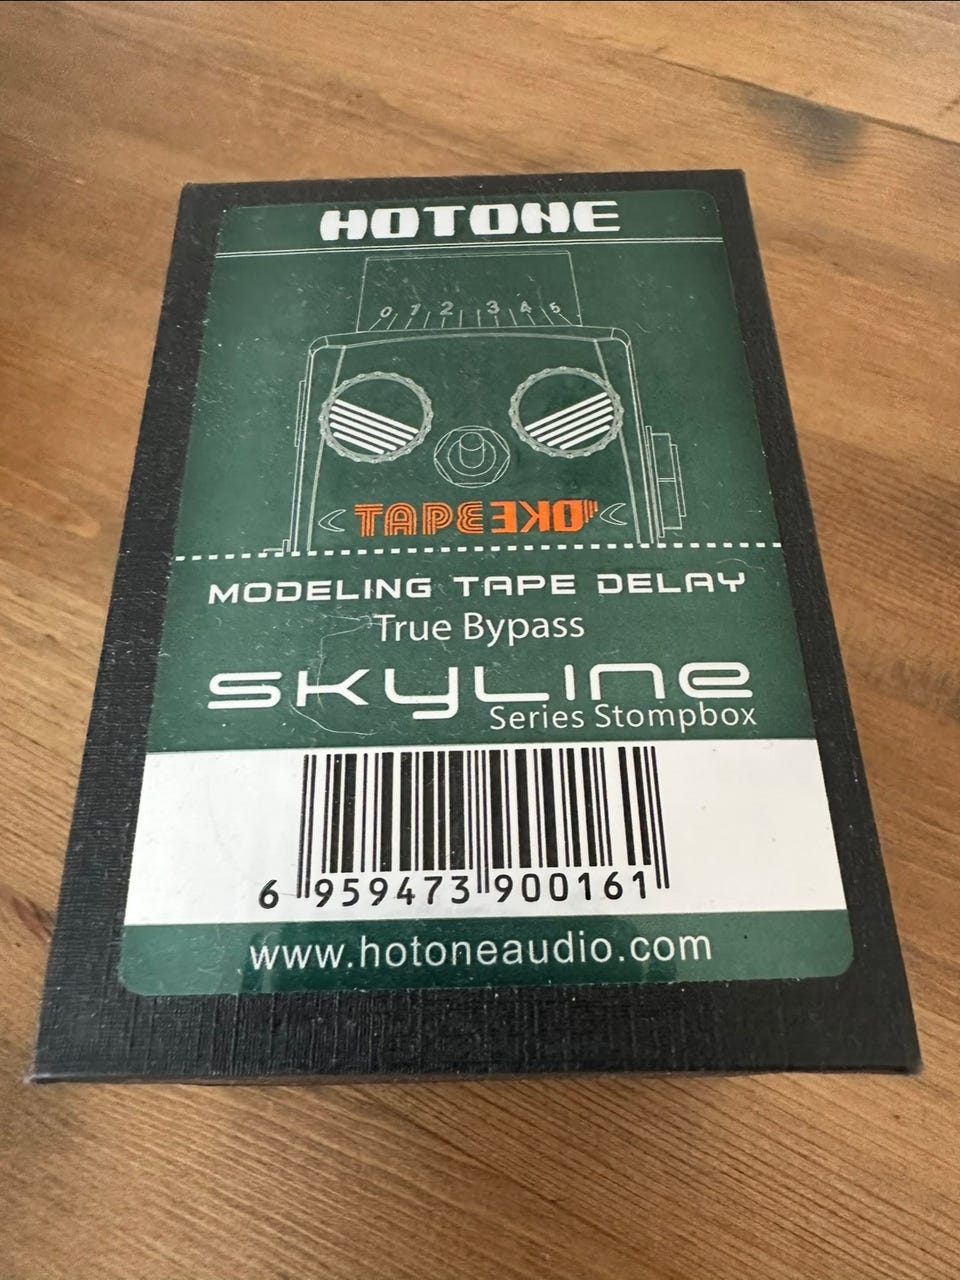 HOTONE
0 1 2 3 4 5
TAPE EKO
MODELING TAPE DELAY
True Bypass
SKYLINE
Series Stompbox
6 959473 900161
www.hotoneaudio.com